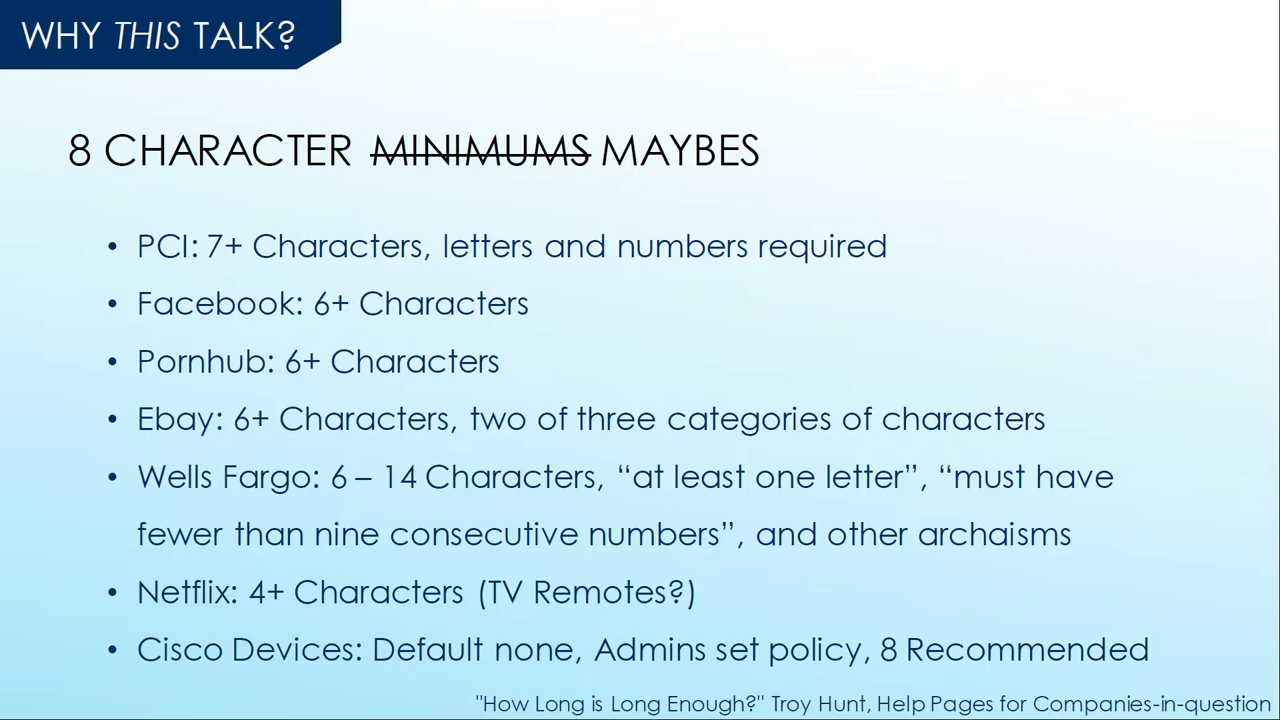 WHY THIS TALK?
8 CHARACTER MINIMUMS MAYBES
• PCI: 7+ Characters, letters and numbers required
• Facebook: 6+ Characters
• Pornhub: 6+ Characters
• Ebay: 6+ Characters, two of three categories of characters
• Wells Fargo: 6 – 14 Characters, “at least one letter”, “must have
fewer than nine consecutive numbers”, and other archaisms
• Netflix: 4+ Characters (TV Remotes?)
• Cisco Devices: Default none, Admins set policy, 8 Recommended
"How Long is Long Enough?" Troy Hunt, Help Pages for Companies-in-question